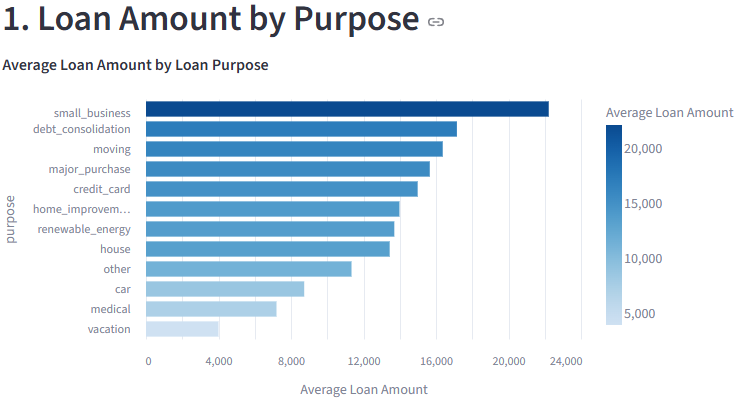 1. Loan Amount by Purpose
Average Loan Amount by Loan Purpose
small_business
debt_consolidation
moving
major_purchase
credit_card
home_improvem…
renewable_energy
house
other
car
medical
vacation
purpose
0 4,000 8,000 12,000 16,000 20,000 24,000
Average Loan Amount
Average Loan Amount
20,000
15,000
10,000
5,000